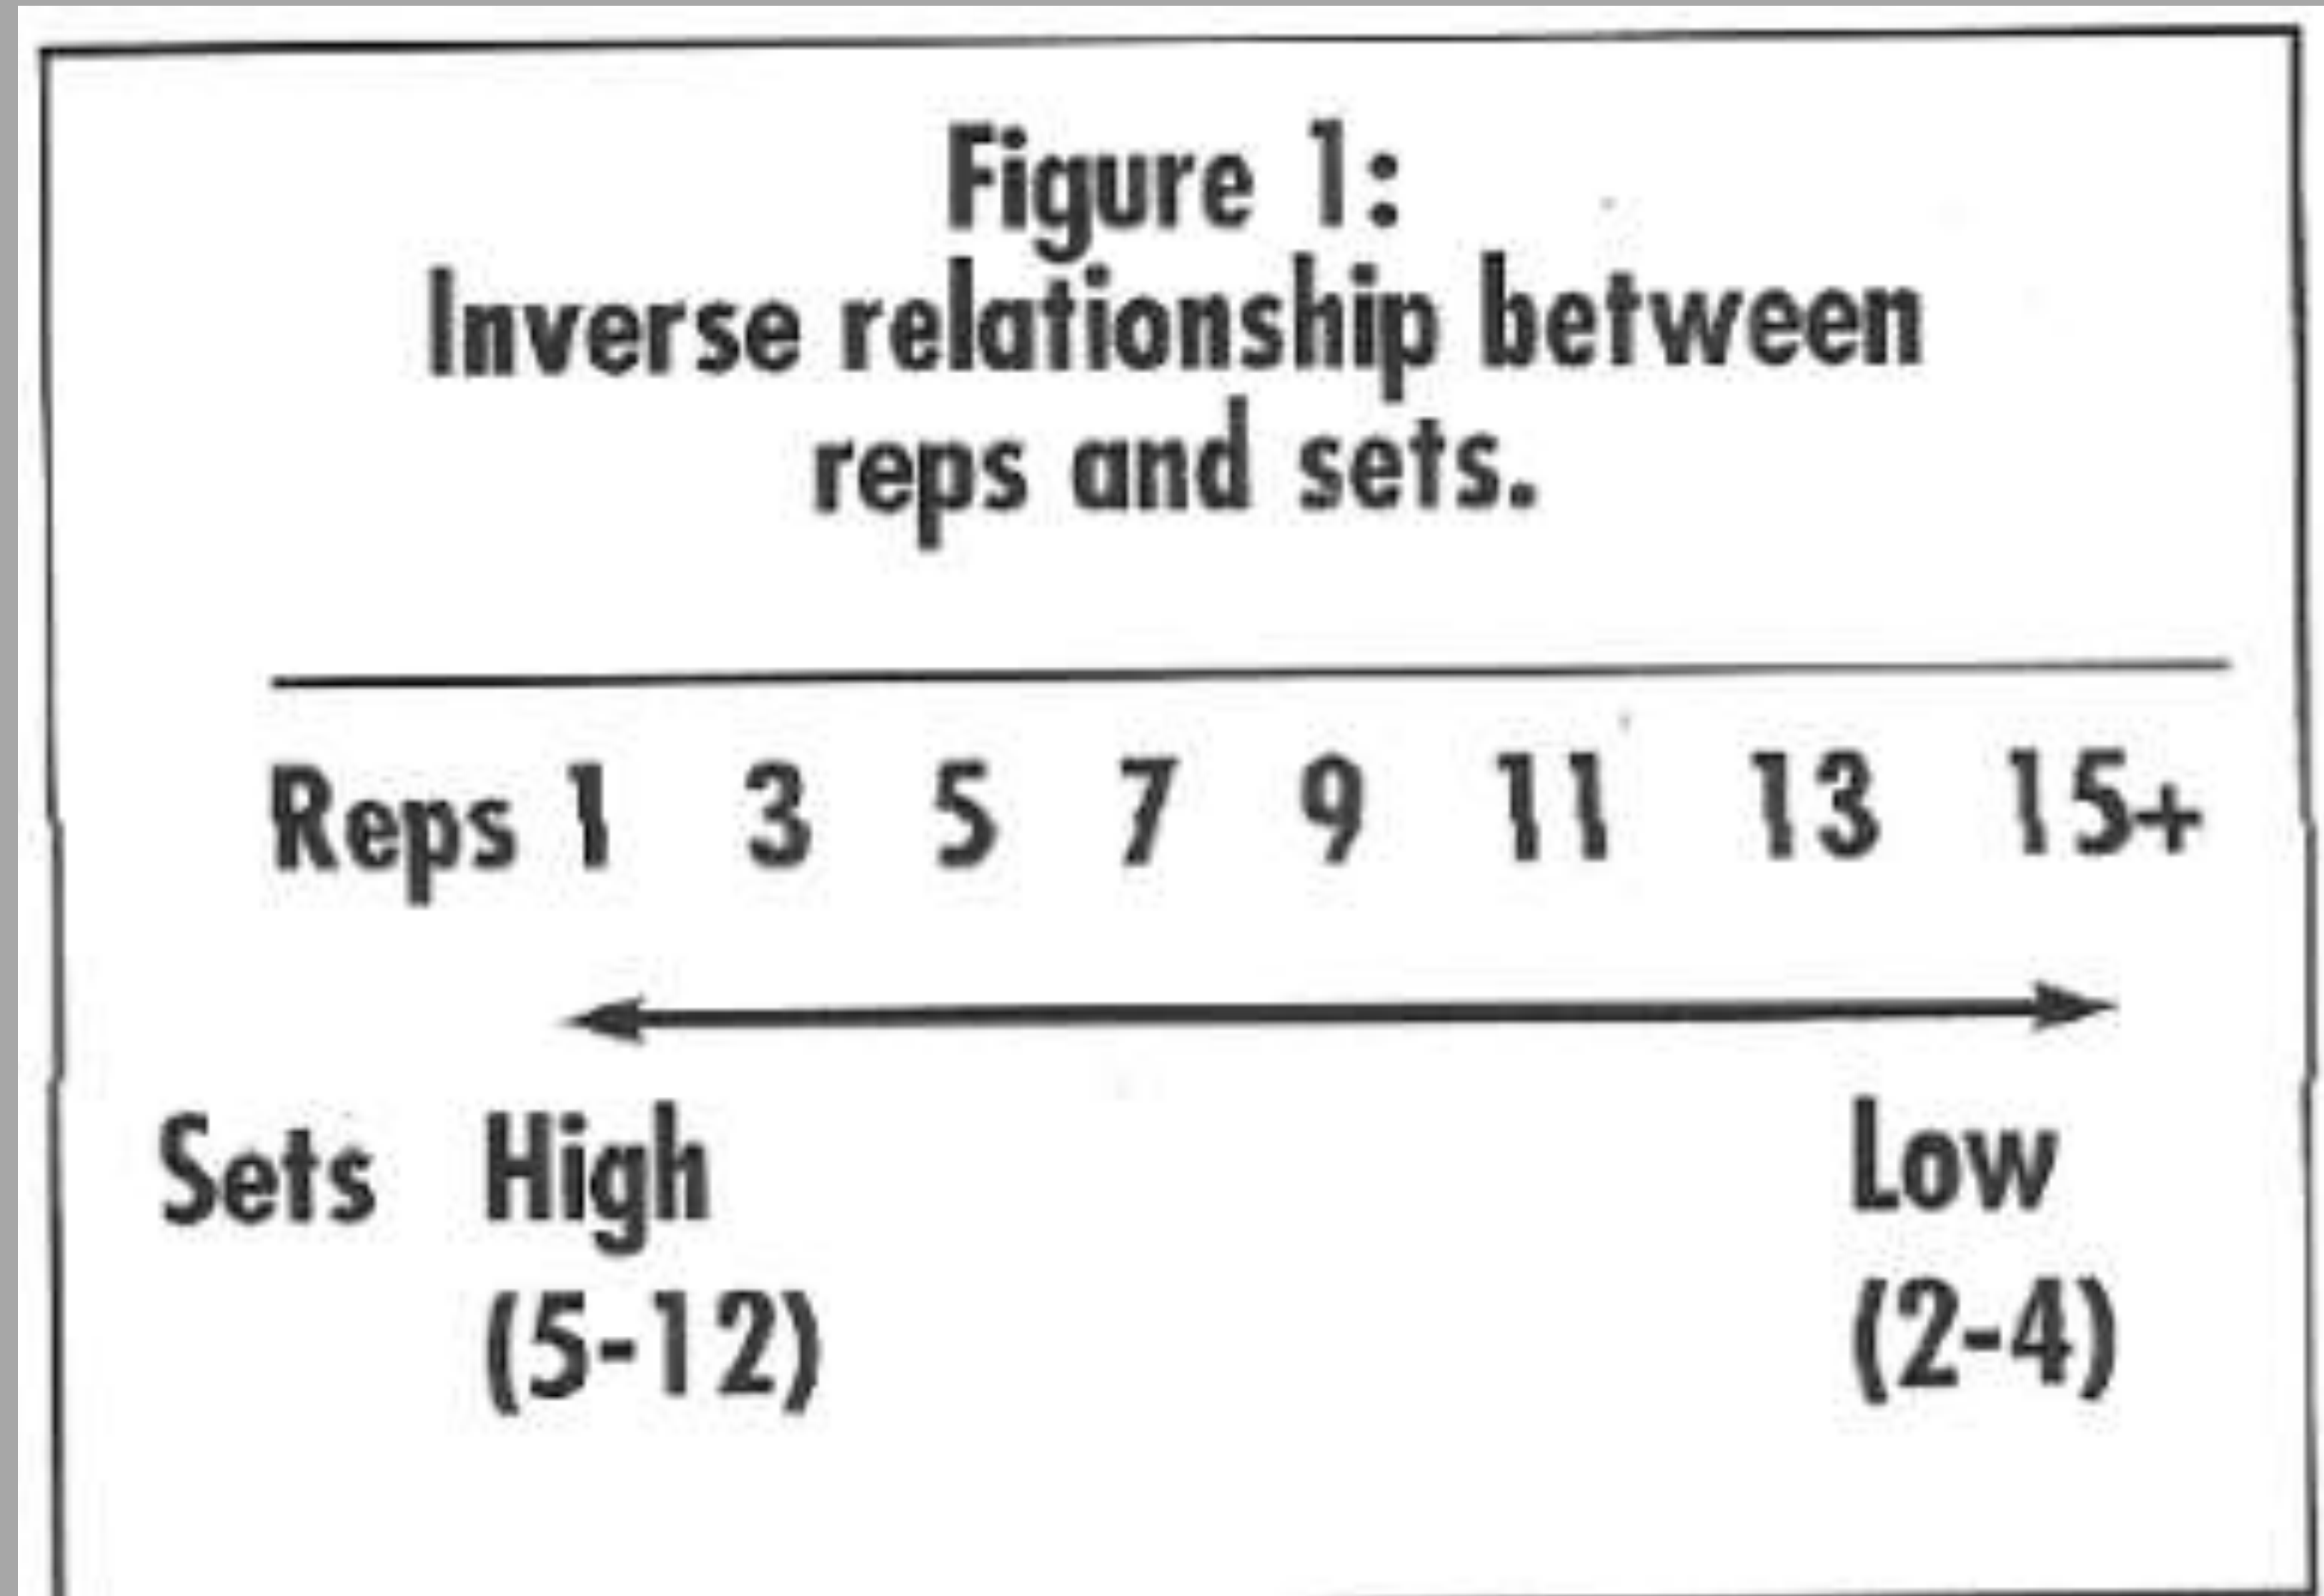 Figure 1:
Inverse relationship between
reps and sets.
Reps 1 3 5 7 9 11 13 15+
Sets High Low
(5-12) (2-4)